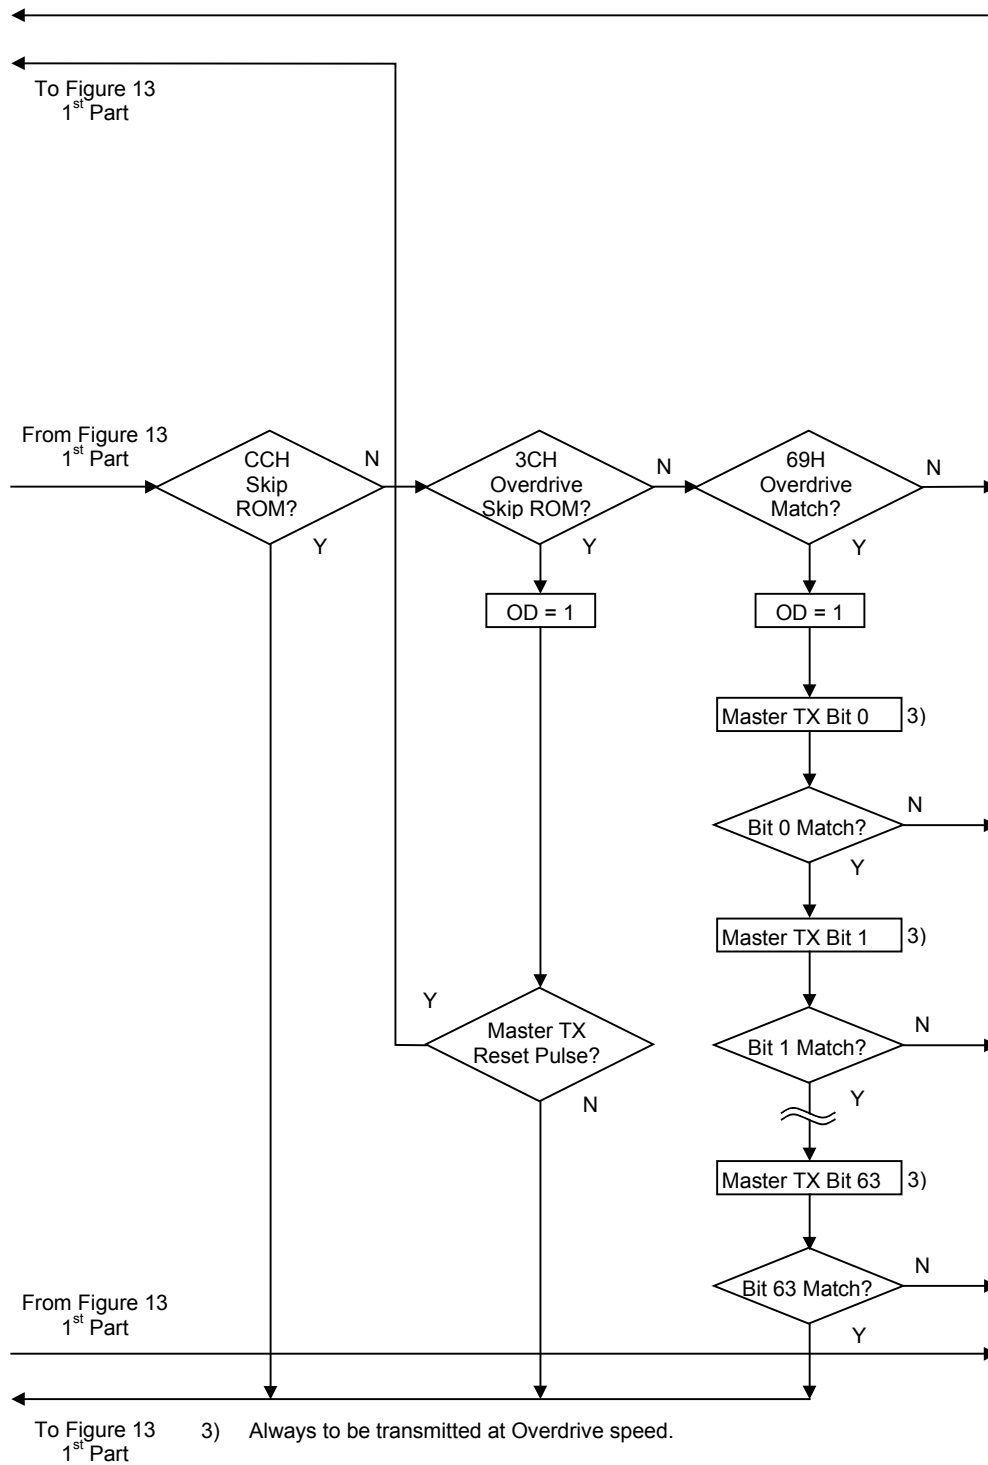 To Figure 13
1st Part
From Figure 13
1st Part
CCH
Skip
ROM?
N
Y
3CH
Overdrive
Skip ROM?
N
Y
69H
Overdrive
Match?
N
Y
OD = 1
OD = 1
Master TX Bit 0
3)
Bit 0 Match?
N
Y
Master TX Bit 1
3)
Y
Master TX
Reset Pulse?
N
Bit 1 Match?
N
Y
Master TX Bit 63
3)
Bit 63 Match?
N
Y
From Figure 13
1st Part
To Figure 13
1st Part
3) Always to be transmitted at Overdrive speed.